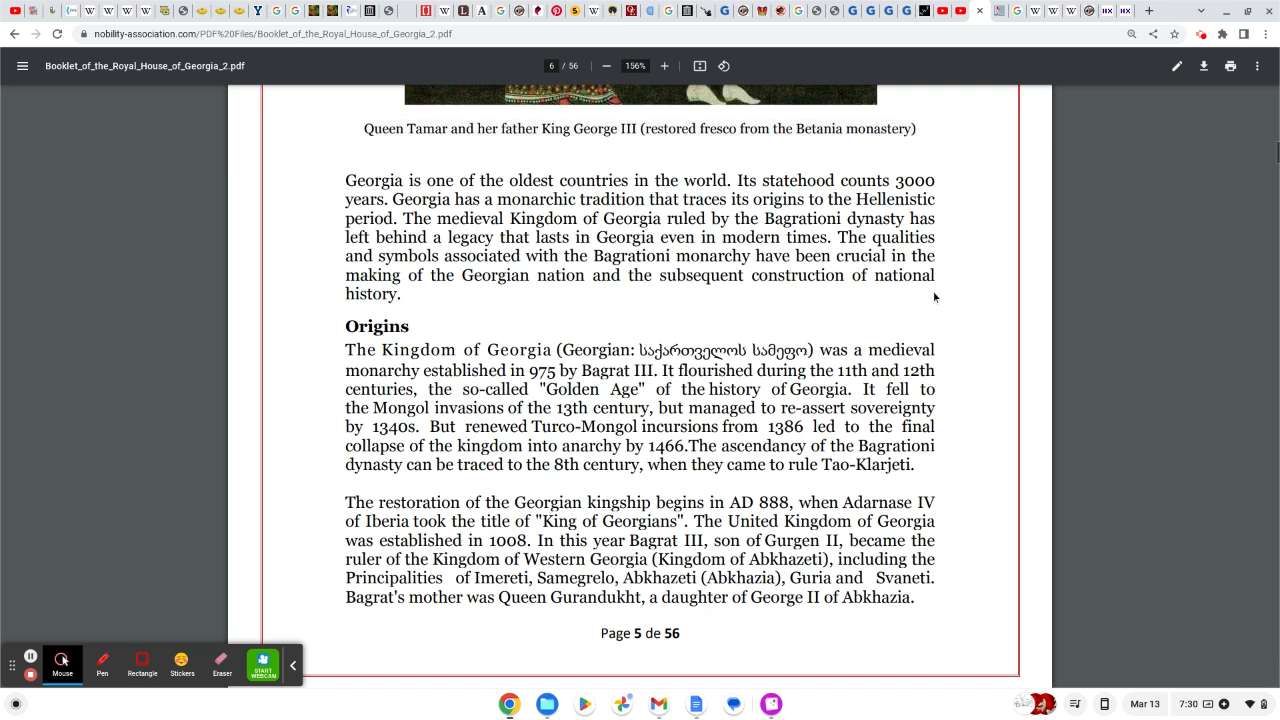 nobility-association.com/PDF%20Files/Booklet_of_the_Royal_House_of_Georgia_2.pdf
Booklet_of_the_Royal_House_of_Georgia_2.pdf
6 / 56
156%
Queen Tamar and her father King George III (restored fresco from the Betania monastery)
Georgia is one of the oldest countries in the world. Its statehood counts 3000
years. Georgia has a monarchic tradition that traces its origins to the Hellenistic
period. The medieval Kingdom of Georgia ruled by the Bagrationi dynasty has
left behind a legacy that lasts in Georgia even in modern times. The qualities
and symbols associated with the Bagrationi monarchy have been crucial in the
making of the Georgian nation and the subsequent construction of national
history.
Origins
The Kingdom of Georgia (Georgian: საქართველოს სამეფო) was a medieval
monarchy established in 975 by Bagrat III. It flourished during the 11th and 12th
centuries, the so-called "Golden Age" of the history of Georgia. It fell to
the Mongol invasions of the 13th century, but managed to re-assert sovereignty
by 1340s. But renewed Turco-Mongol incursions from 1386 led to the final
collapse of the kingdom into anarchy by 1466.The ascendancy of the Bagrationi
dynasty can be traced to the 8th century, when they came to rule Tao-Klarjeti.
The restoration of the Georgian kingship begins in AD 888, when Adarnase IV
of Iberia took the title of "King of Georgians". The United Kingdom of Georgia
was established in 1008. In this year Bagrat III, son of Gurgen II, became the
ruler of the Kingdom of Western Georgia (Kingdom of Abkhazeti), including the
Principalities of Imereti, Samegrelo, Abkhazeti (Abkhazia), Guria and Svaneti.
Bagrat's mother was Queen Gurandukht, a daughter of George II of Abkhazia.
Page 5 de 56
Mouse
Pen
Rectangle
Stickers
Eraser
START
WEBCAM
Mar 13
7:30